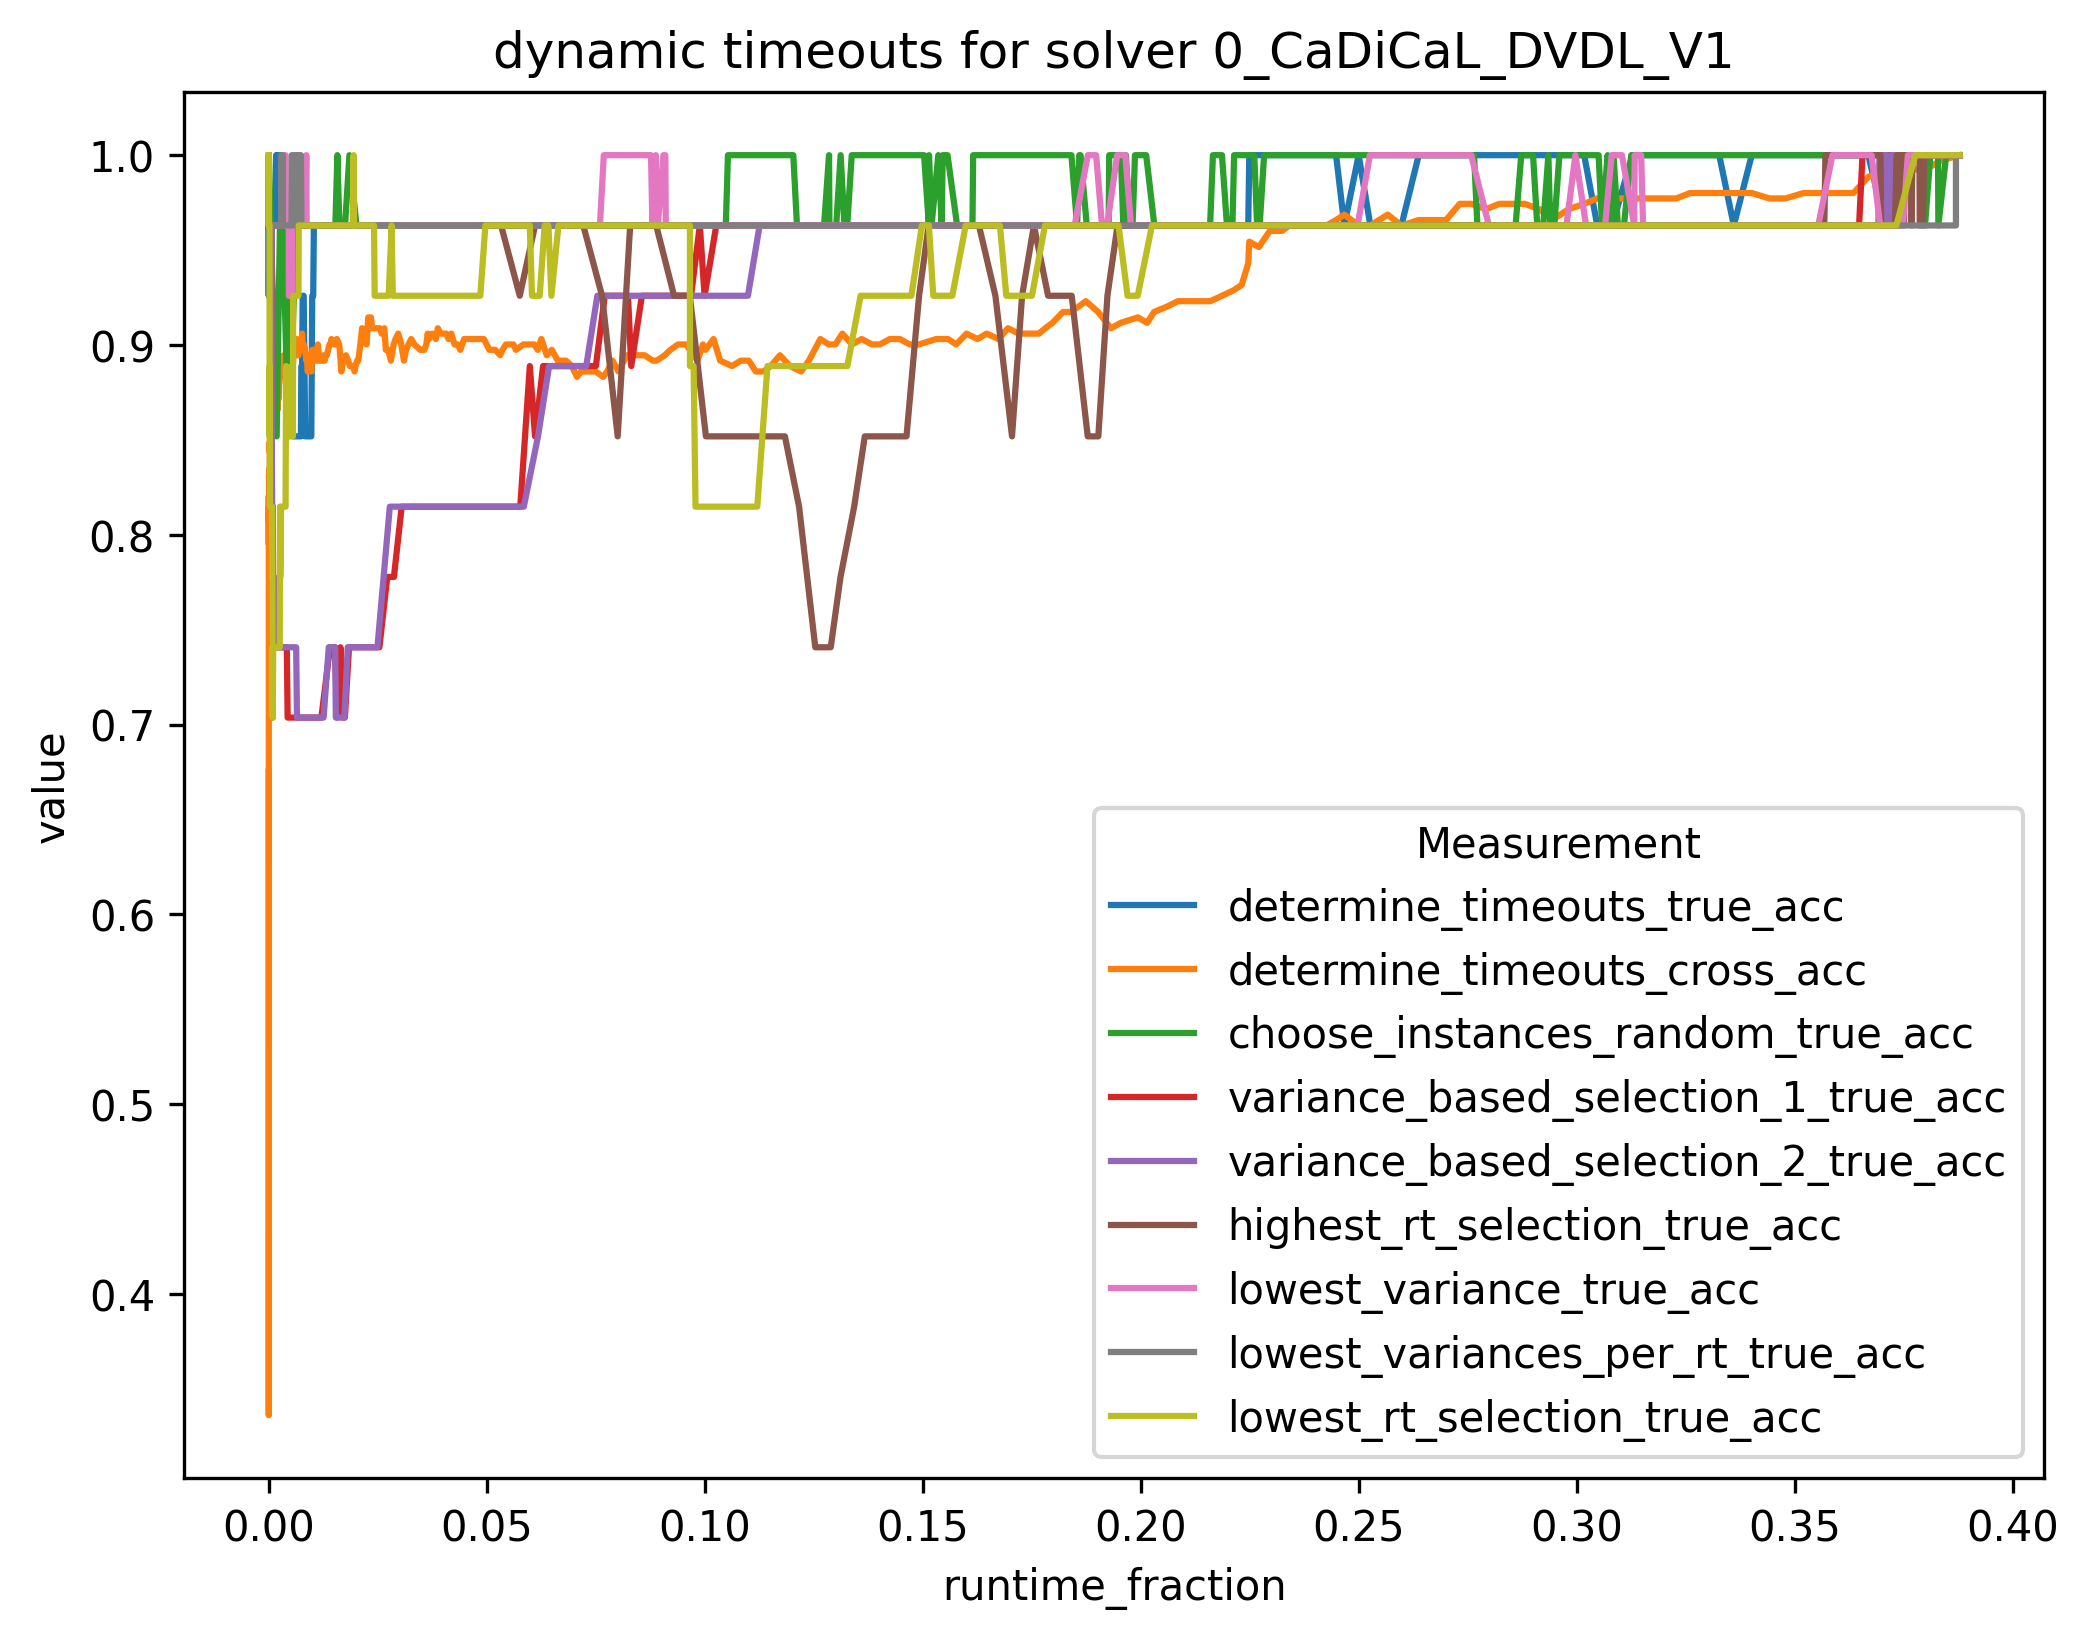 dynamic timeouts for solver 0_CaDiCaL_DVDL_V1
1.0
0.9
0.8
0.7
0.6
0.5
0.4
value
0.00 0.05 0.10 0.15 0.20 0.25 0.30 0.35 0.40
runtime_fraction
Measurement
determine_timeouts_true_acc
determine_timeouts_cross_acc
choose_instances_random_true_acc
variance_based_selection_1_true_acc
variance_based_selection_2_true_acc
highest_rt_selection_true_acc
lowest_variance_true_acc
lowest_variances_per_rt_true_acc
lowest_rt_selection_true_acc